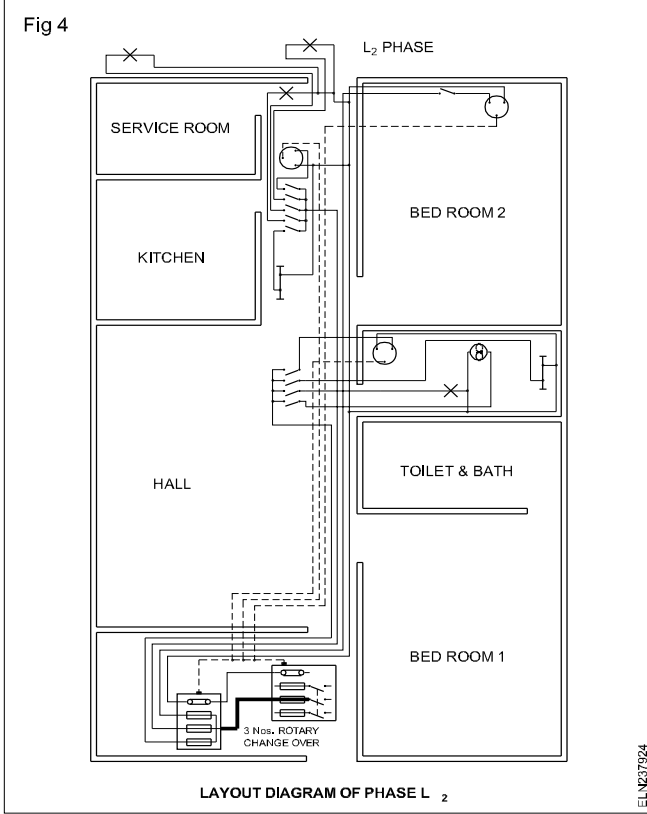 Fig 4
L2 PHASE
SERVICE ROOM
BED ROOM 2
KITCHEN
TOILET & BATH
HALL
BED ROOM 1
3 Nos. ROTARY
CHANGE OVER
LAYOUT DIAGRAM OF PHASE L 2
ELN237924